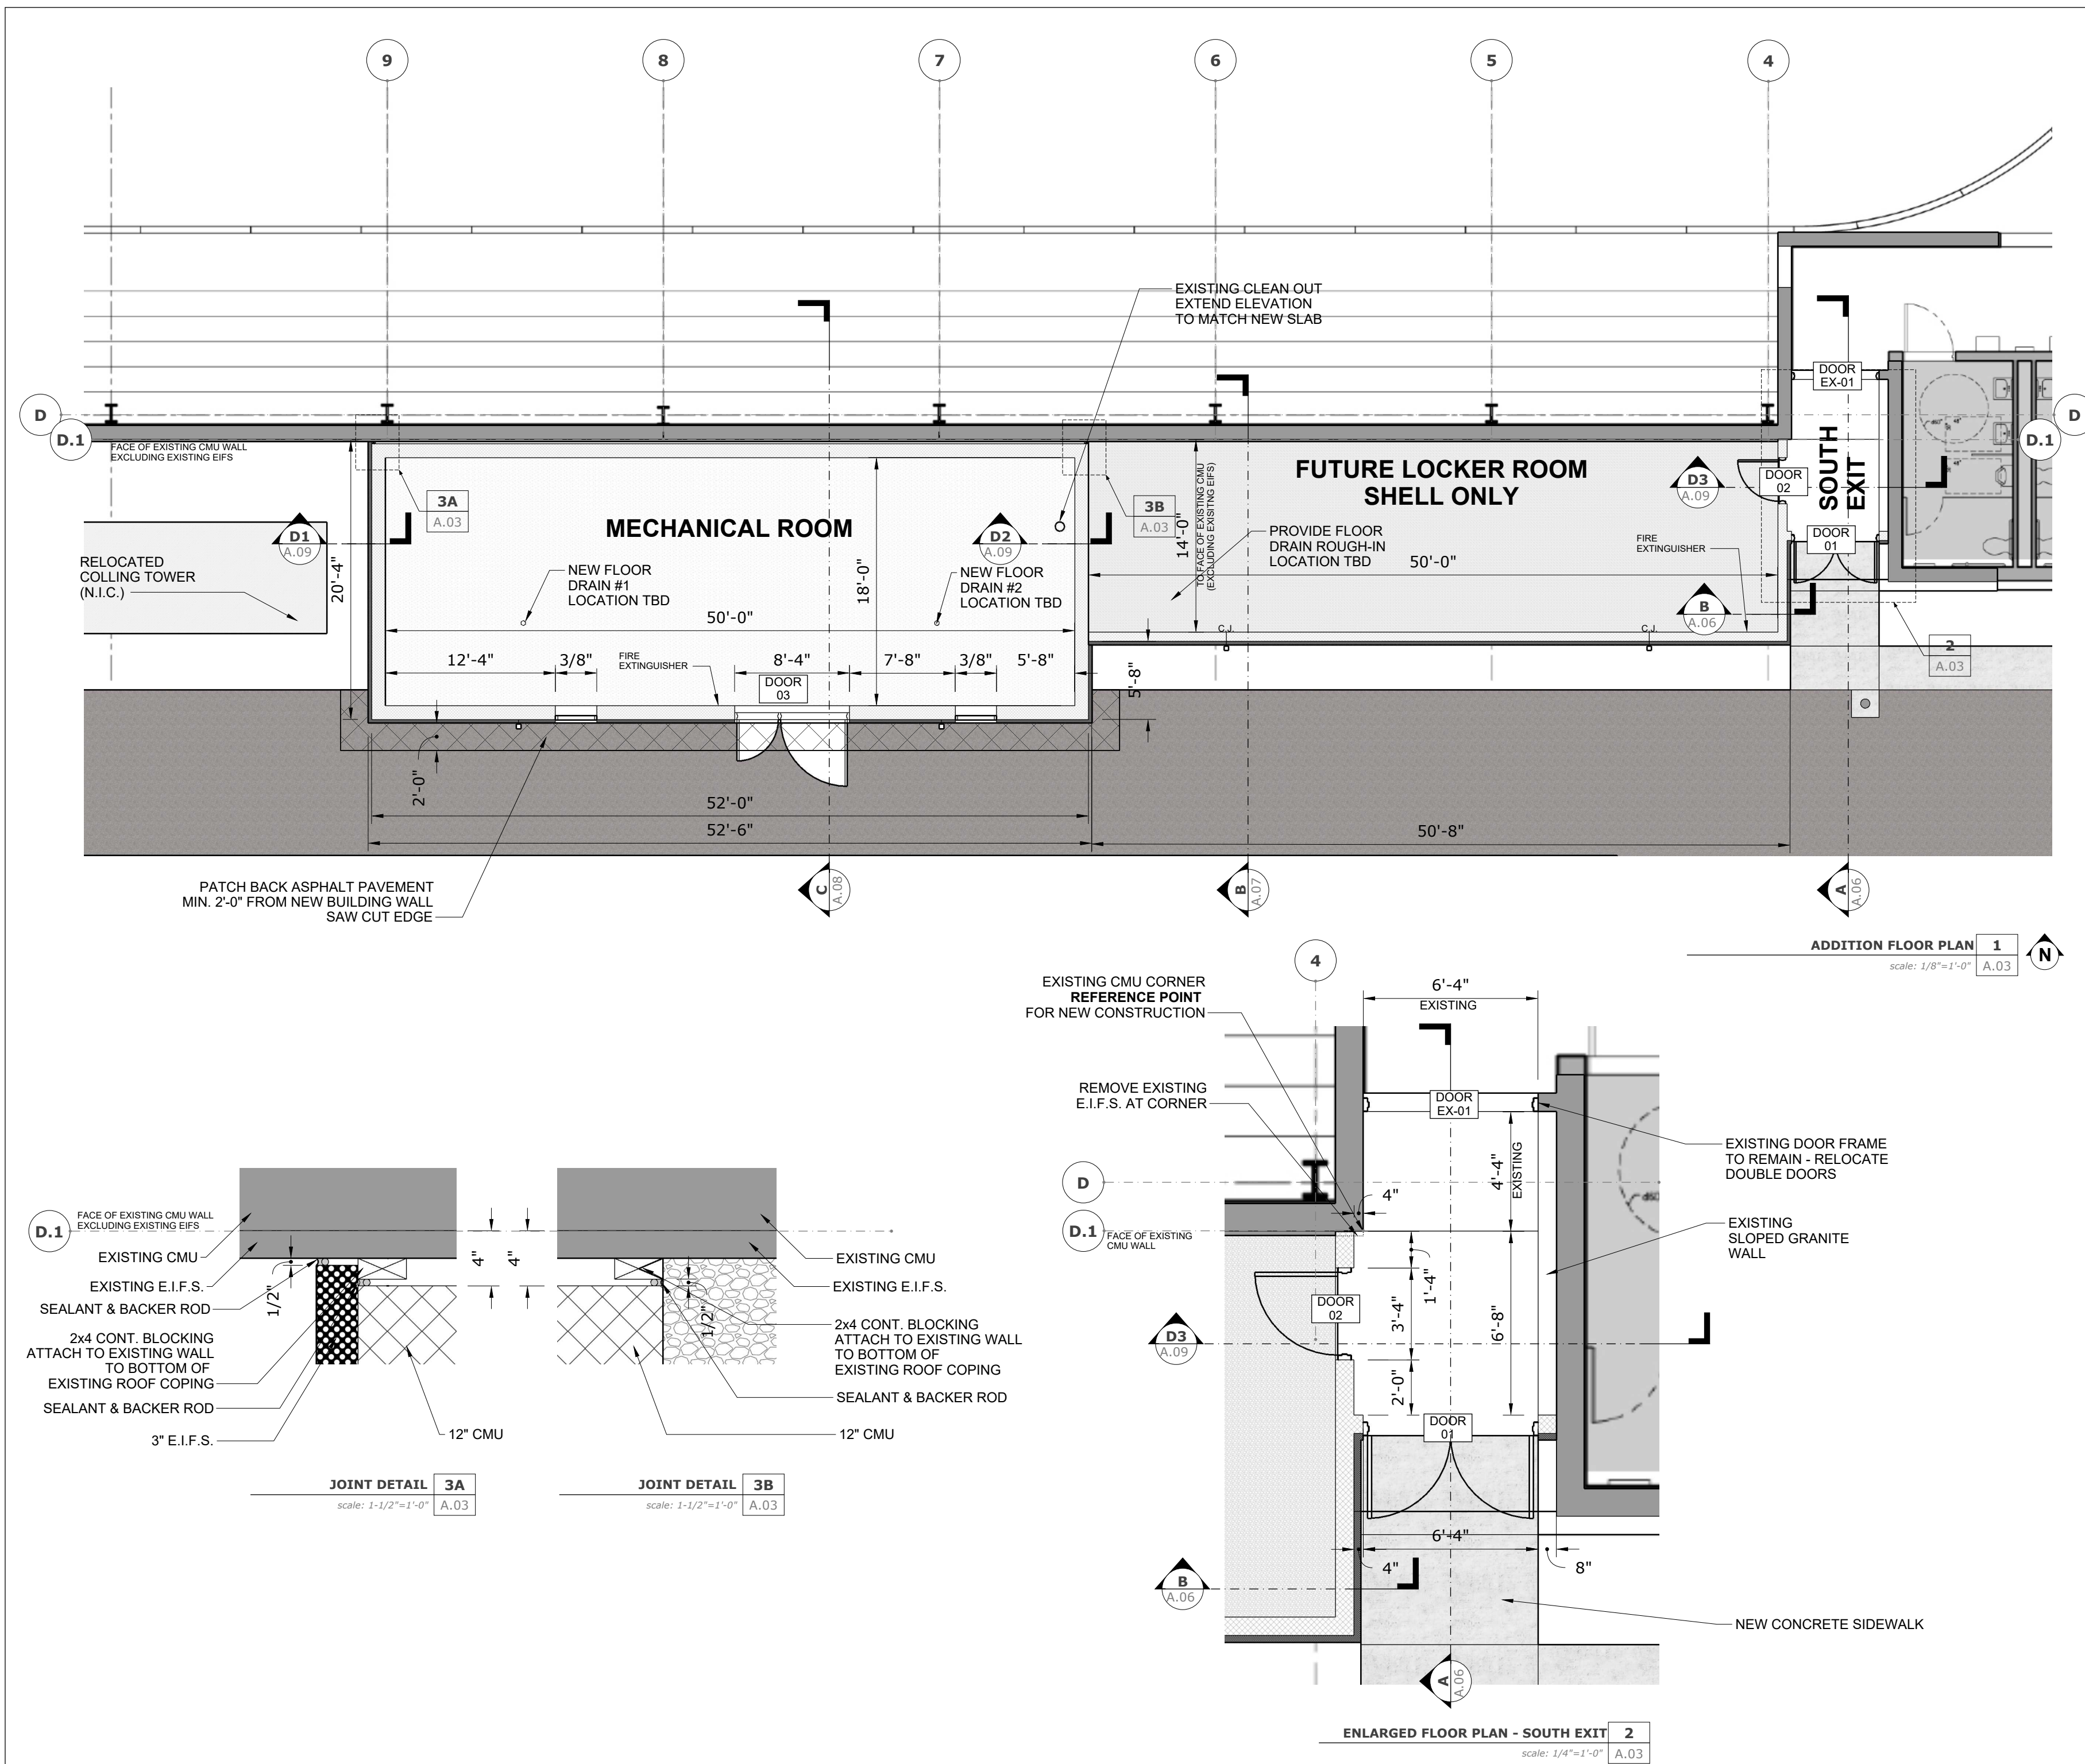 9
8
7
6
5
4
EXISTING CLEAN OUT
EXTEND ELEVATION
TO MATCH NEW SLAB
DOOR
EX-01
D
D
D.1
D.1
FACE OF EXISTING CMU WALL
EXCLUDING EXISTING EIFS
3A
A.03
3B
A.03
MECHANICAL ROOM
FUTURE LOCKER ROOM
SHELL ONLY
SOUTH
EXIT
D1
A.09
D2
A.09
D3
A.09
DOOR
02
DOOR
01
RELOCATED
COLLING TOWER
(N.I.C.)
20'-4"
NEW FLOOR
DRAIN #1
LOCATION TBD
18'-0"
NEW FLOOR
DRAIN #2
LOCATION TBD
14'-0"
TO FACE OF EXISTING CMU
(EXCLUDING EXISITNG EIFS)
PROVIDE FLOOR
DRAIN ROUGH-IN
LOCATION TBD
50'-0"
FIRE
EXTINGUISHER
B
A.06
50'-0"
C.J.
C.J.
12'-4"
3/8"
FIRE
EXTINGUISHER
8'-4"
7'-8"
3/8"
5'-8"
DOOR
03
5'-8"
2
A.03
2'-0"
52'-0"
52'-6"
50'-8"
PATCH BACK ASPHALT PAVEMENT
MIN. 2'-0" FROM NEW BUILDING WALL
SAW CUT EDGE
C
A.08
B
A.07
A
A.06
ADDITION FLOOR PLAN
1
scale: 1/8"=1'-0"
A.03
N
4
EXISTING CMU CORNER
REFERENCE POINT
FOR NEW CONSTRUCTION
6'-4"
EXISTING
REMOVE EXISTING
E.I.F.S. AT CORNER
DOOR
EX-01
EXISTING DOOR FRAME
TO REMAIN - RELOCATE
DOUBLE DOORS
4'-4"
EXISTING
D
4"
D.1
FACE OF EXISTING
CMU WALL
EXISTING
SLOPED GRANITE
WALL
1'-4"
DOOR
02
3'-4"
6'-8"
D3
A.09
2'-0"
DOOR
01
6'-4"
4"
8"
B
A.06
NEW CONCRETE SIDEWALK
A
A.06
ENLARGED FLOOR PLAN - SOUTH EXIT
2
scale: 1/4"=1'-0"
A.03
D.1
FACE OF EXISTING CMU WALL
EXCLUDING EXISTING EIFS
EXISTING CMU
EXISTING E.I.F.S.
SEALANT & BACKER ROD
2x4 CONT. BLOCKING
ATTACH TO EXISTING WALL
TO BOTTOM OF
EXISTING ROOF COPING
SEALANT & BACKER ROD
3" E.I.F.S.
1/2"
4"
12" CMU
JOINT DETAIL
3A
scale: 1-1/2"=1'-0"
A.03
4"
1/2"
EXISTING CMU
EXISTING E.I.F.S.
2x4 CONT. BLOCKING
ATTACH TO EXISTING WALL
TO BOTTOM OF
EXISTING ROOF COPING
SEALANT & BACKER ROD
12" CMU
JOINT DETAIL
3B
scale: 1-1/2"=1'-0"
A.03